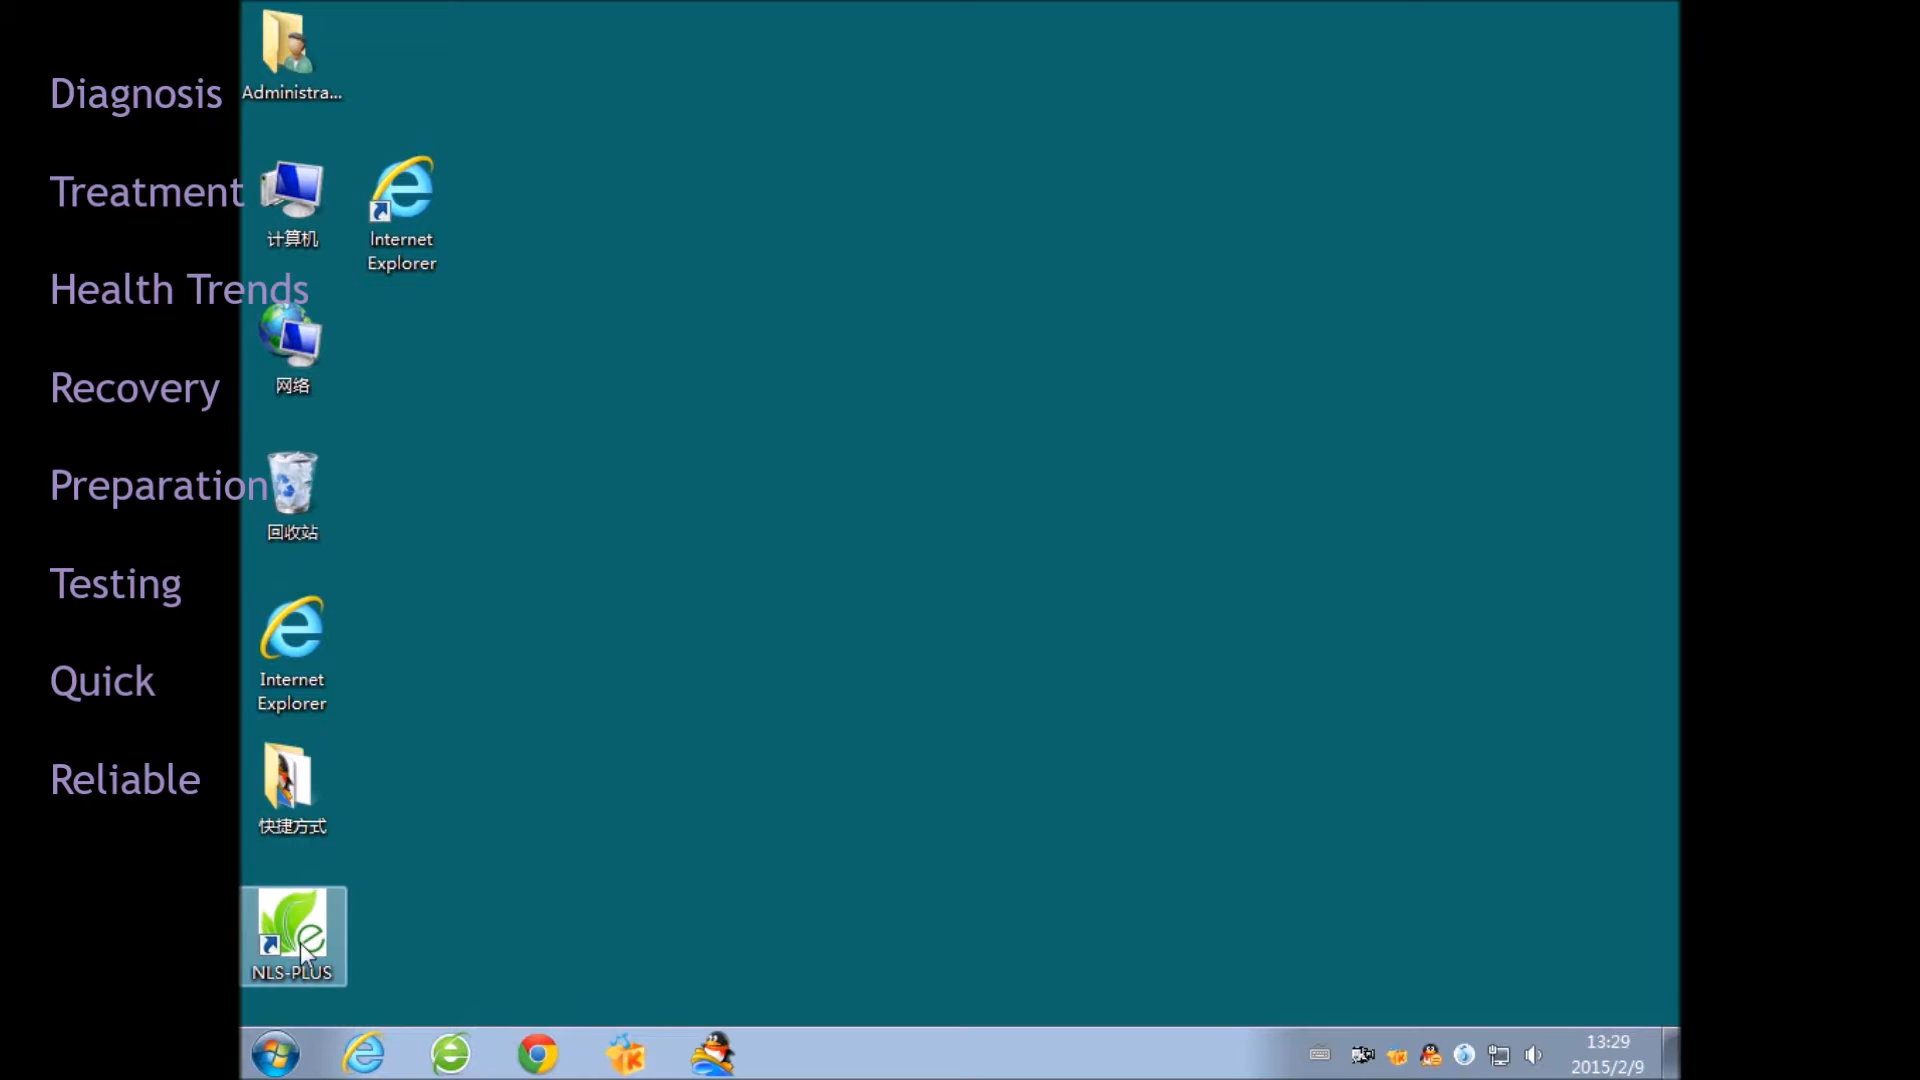 Diagnosis
Treatment
Health Trends
Recovery
Preparation
Testing
Quick
Reliable
Administra...
计算机
网络
回收站
Internet
Explorer
快捷方式
NLS-PLUS
Internet
Explorer
13:29
2015/2/9